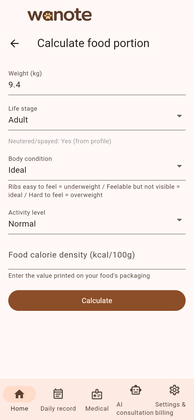 wanote
Calculate food portion
Weight (kg)
9.4
Life stage
Adult
Neutered/spayed: Yes (from profile)
Body condition
Ideal
Ribs easy to feel = underweight / Feelable but not visible =
ideal / Hard to feel = overweight
Activity level
Normal
Food calorie density (kcal/100g)
Enter the value printed on your food's packaging
Calculate
Home
Daily record
Medical
AI
consultation
Settings &
billing